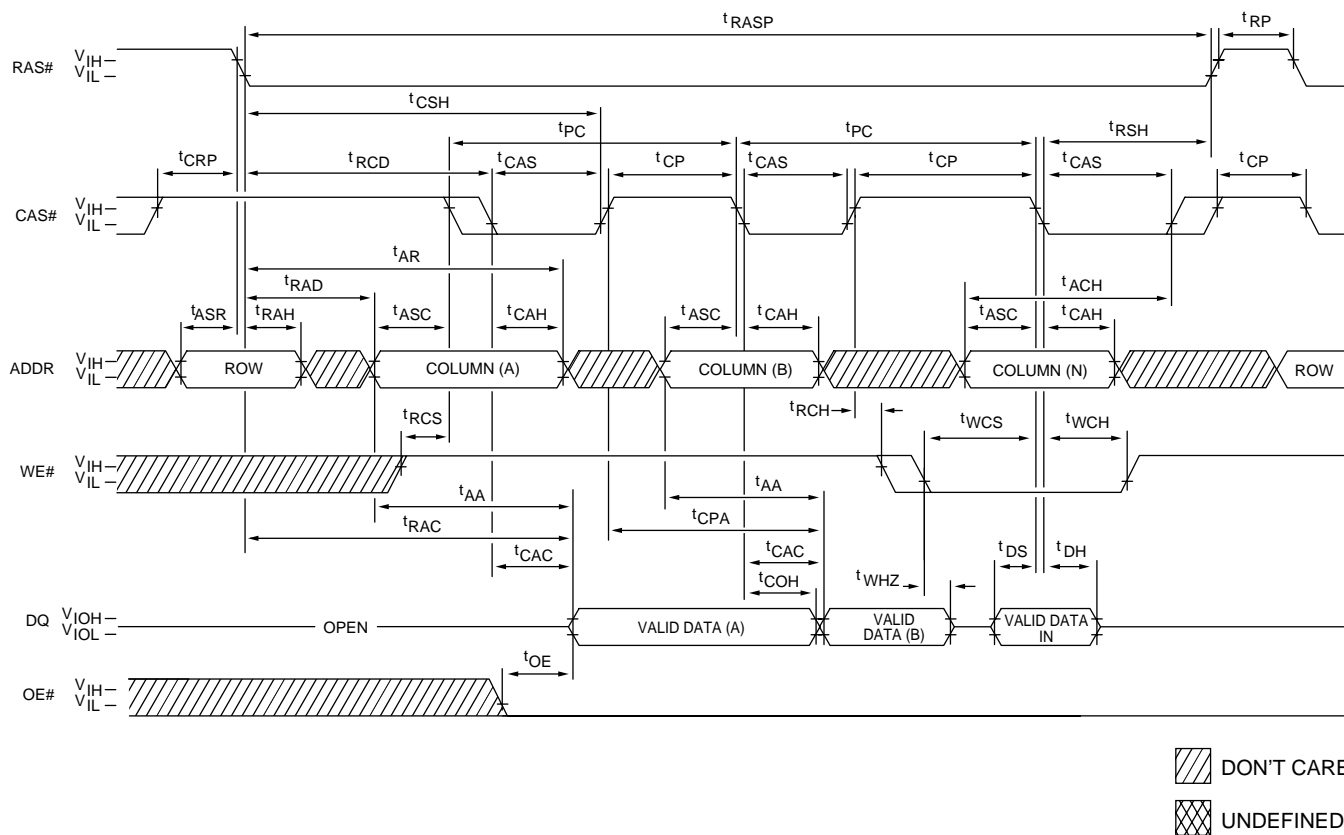 tRASP
tRP
RAS# VIH
VIL
tCSH
tPC
tPC
tRSH
tCRP
tRCD
tCAS
tCP
tCAS
tCP
tCAS
tCP
CAS# VIH
VIL
tAR
tRAD
tACH
tASR
tRAH
tASC
tCAH
tASC
tCAH
tASC
tCAH
ADDR VIH
VIL
ROW
COLUMN (A)
COLUMN (B)
COLUMN (N)
ROW
tRCS
tRCH
tWCS
tWCH
WE# VIH
VIL
tAA
tAA
tRAC
tCPA
tCAC
tCAC
tCOH
tWHZ
tDS
tDH
DQ VIOH
VIOL
OPEN
VALID DATA (A)
VALID
DATA (B)
VALID DATA
IN
tOE
OE# VIH
VIL
DON'T CARE
UNDEFINED